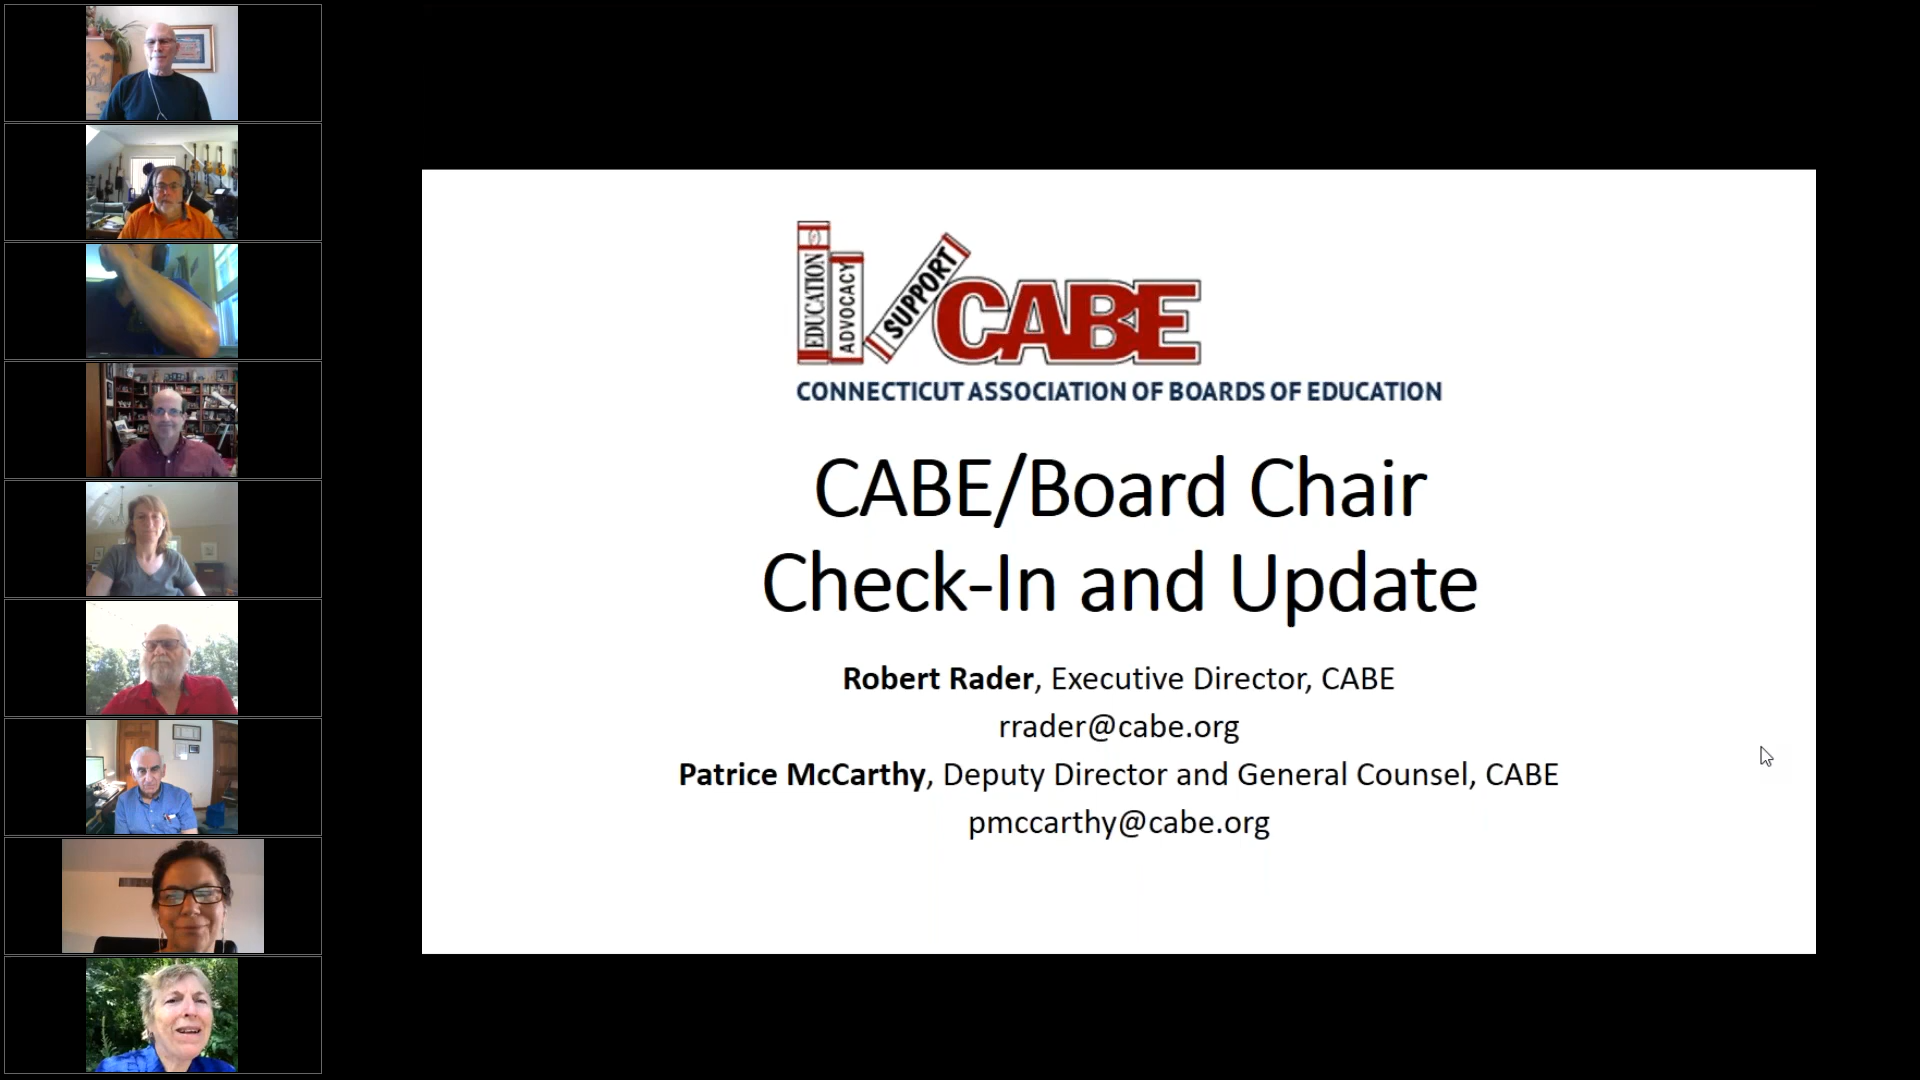 EDUCATION
ADVOCACY
SUPPORT
CABE
CONNECTICUT ASSOCIATION OF BOARDS OF EDUCATION
CABE/Board Chair
Check-In and Update
Robert Rader, Executive Director, CABE
rrader@cabe.org
Patrice McCarthy, Deputy Director and General Counsel, CABE
pmccarthy@cabe.org